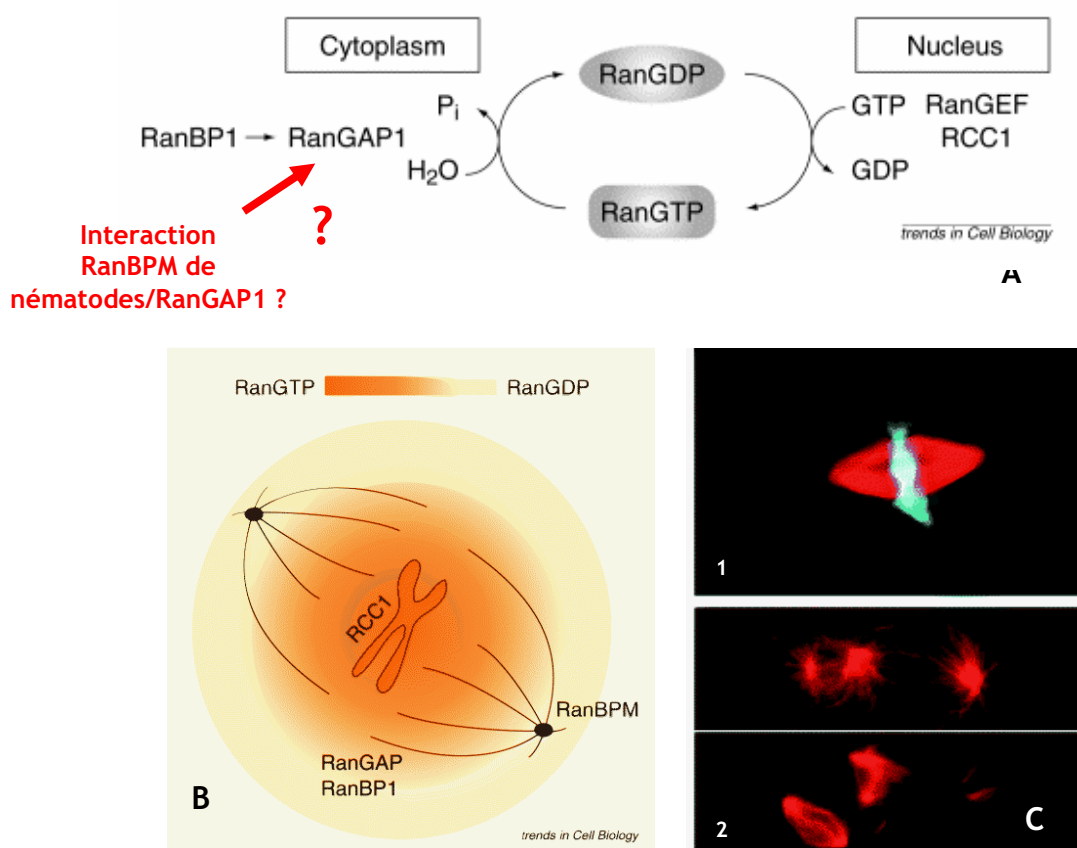 Cytoplasm
Nucleus
RanGDP
Pi
GTP RanGEF
RanBP1 → RanGAP1
RCC1
H2O
GDP
?
RanGTP
Interaction
RanBPM de
nématodes/RanGAP1 ?
trends in Cell Biology
A
RanGTP
RanGDP
RCC1
RanBPM
RanGAP
RanBP1
B
trends in Cell Biology
1
2
C